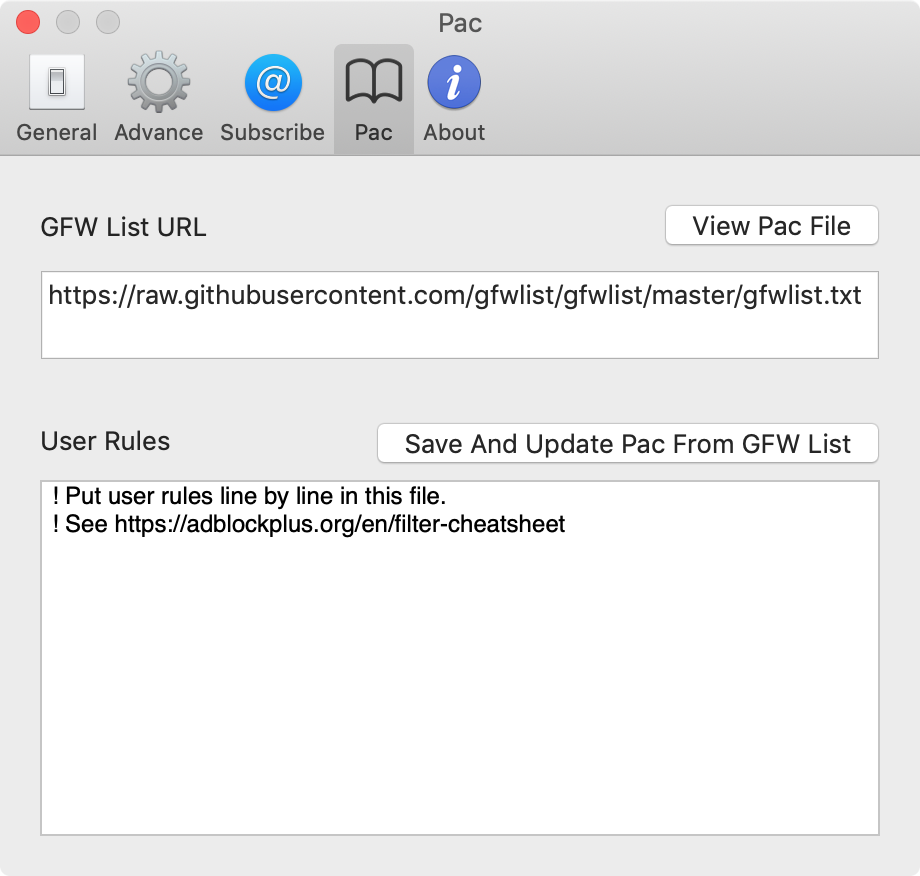 Pac
General Advance Subscribe Pac About
GFW List URL View Pac File
https://raw.githubusercontent.com/gfwlist/gfwlist/master/gfwlist.txt
User Rules Save And Update Pac From GFW List
! Put user rules line by line in this file.
! See https://adblockplus.org/en/filter-cheatsheet